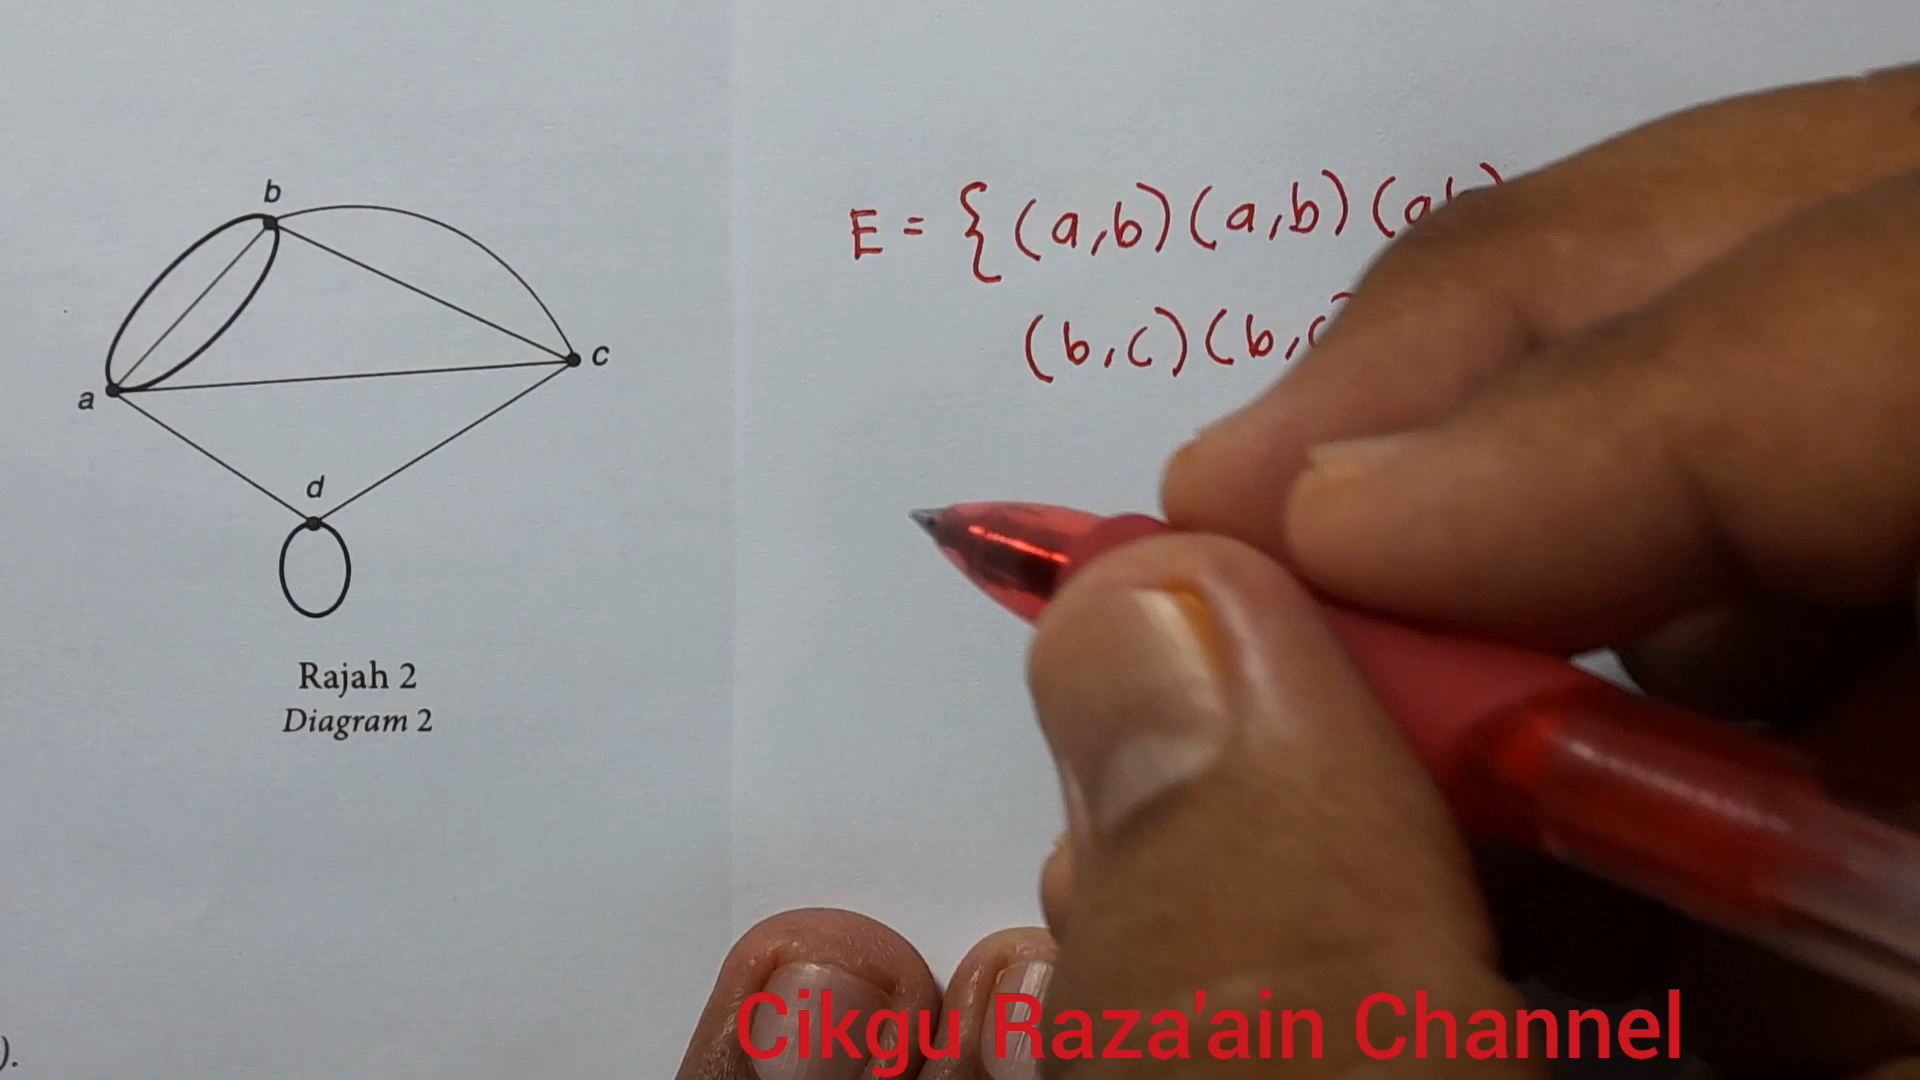 b
c
a
d
Rajah 2
Diagram 2
).
E = {(a,b)(a,b)(a
(b,c)(b,c
Cikgu Raza'ain Channel